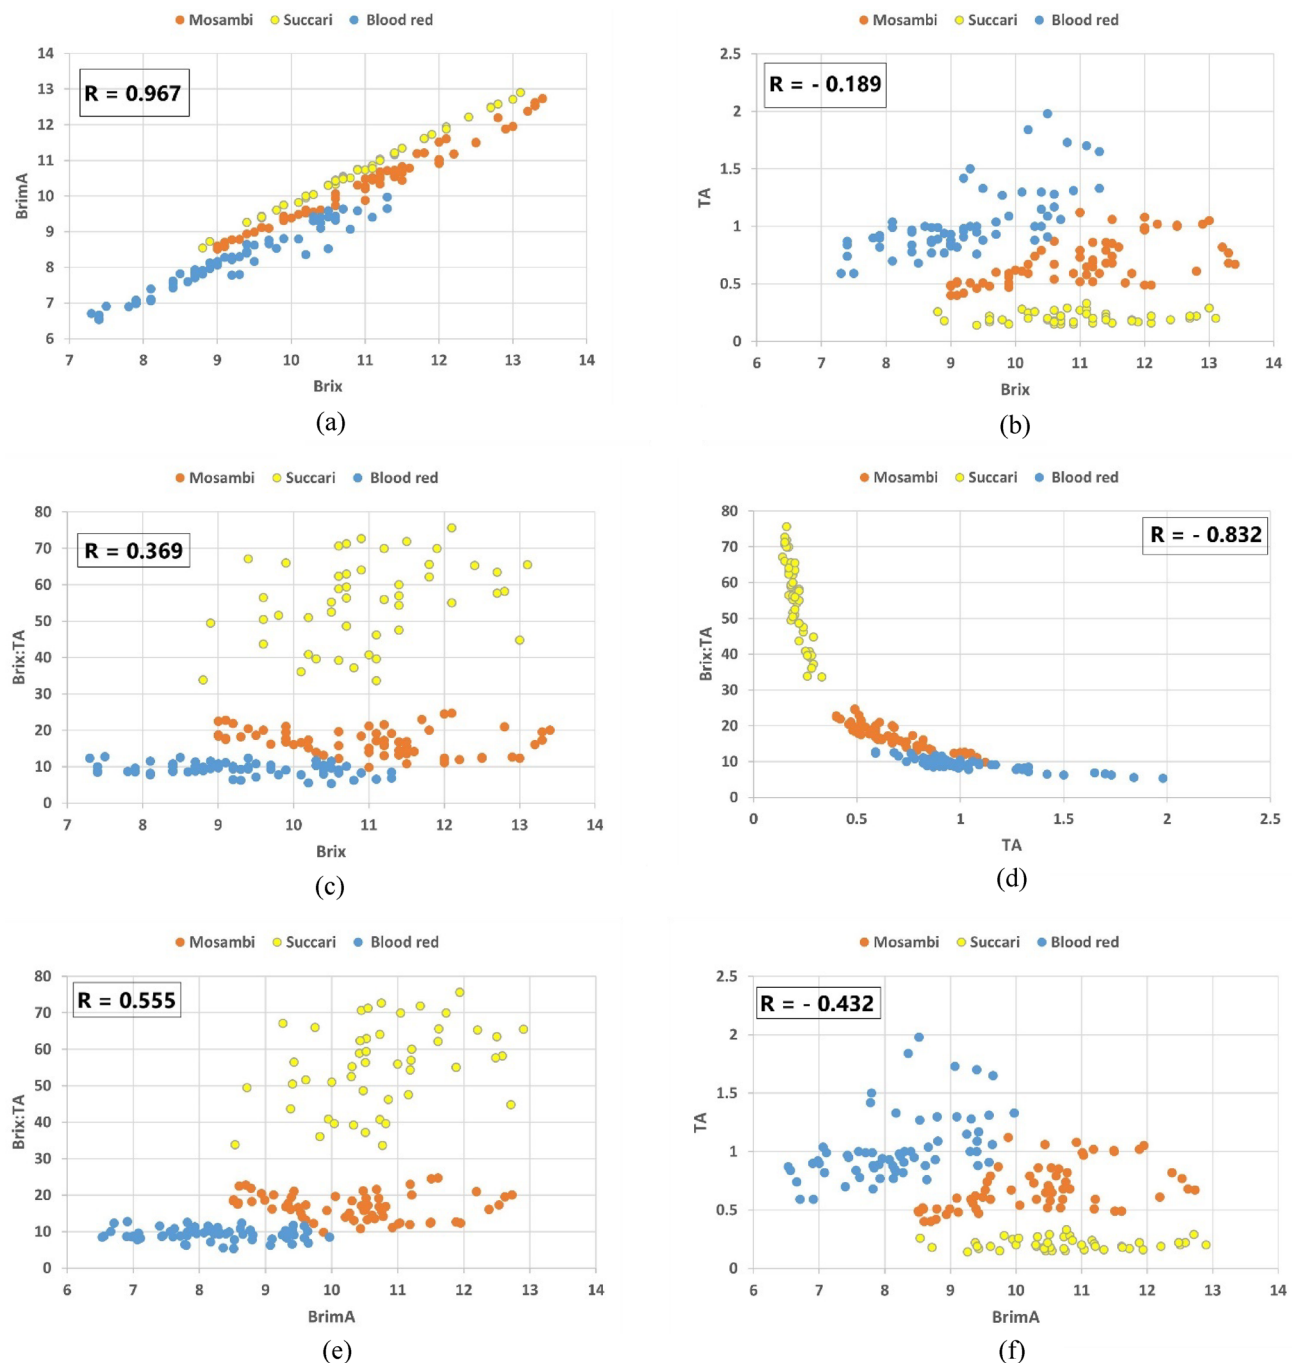 Mosambi Succari Blood red
R = 0.967
14
13
12
11
10
9
8
7
6
BrimA
7 8 9 10 11 12 13 14
Brix
(a)
Mosambi Succari Blood red
R = - 0.189
2.5
2
1.5
1
0.5
0
TA
6 7 8 9 10 11 12 13 14
Brix
(b)
Mosambi Succari Blood red
R = 0.369
80
70
60
50
40
30
20
10
0
Brix:TA
7 8 9 10 11 12 13 14
Brix
(c)
Mosambi Succari Blood red
R = - 0.832
80
70
60
50
40
30
20
10
0
Brix:TA
0 0.5 1 1.5 2 2.5
TA
(d)
Mosambi Succari Blood red
R = 0.555
80
70
60
50
40
30
20
10
0
Brix:TA
6 7 8 9 10 11 12 13 14
BrimA
(e)
Mosambi Succari Blood red
R = - 0.432
2.5
2
1.5
1
0.5
0
TA
6 7 8 9 10 11 12 13 14
BrimA
(f)